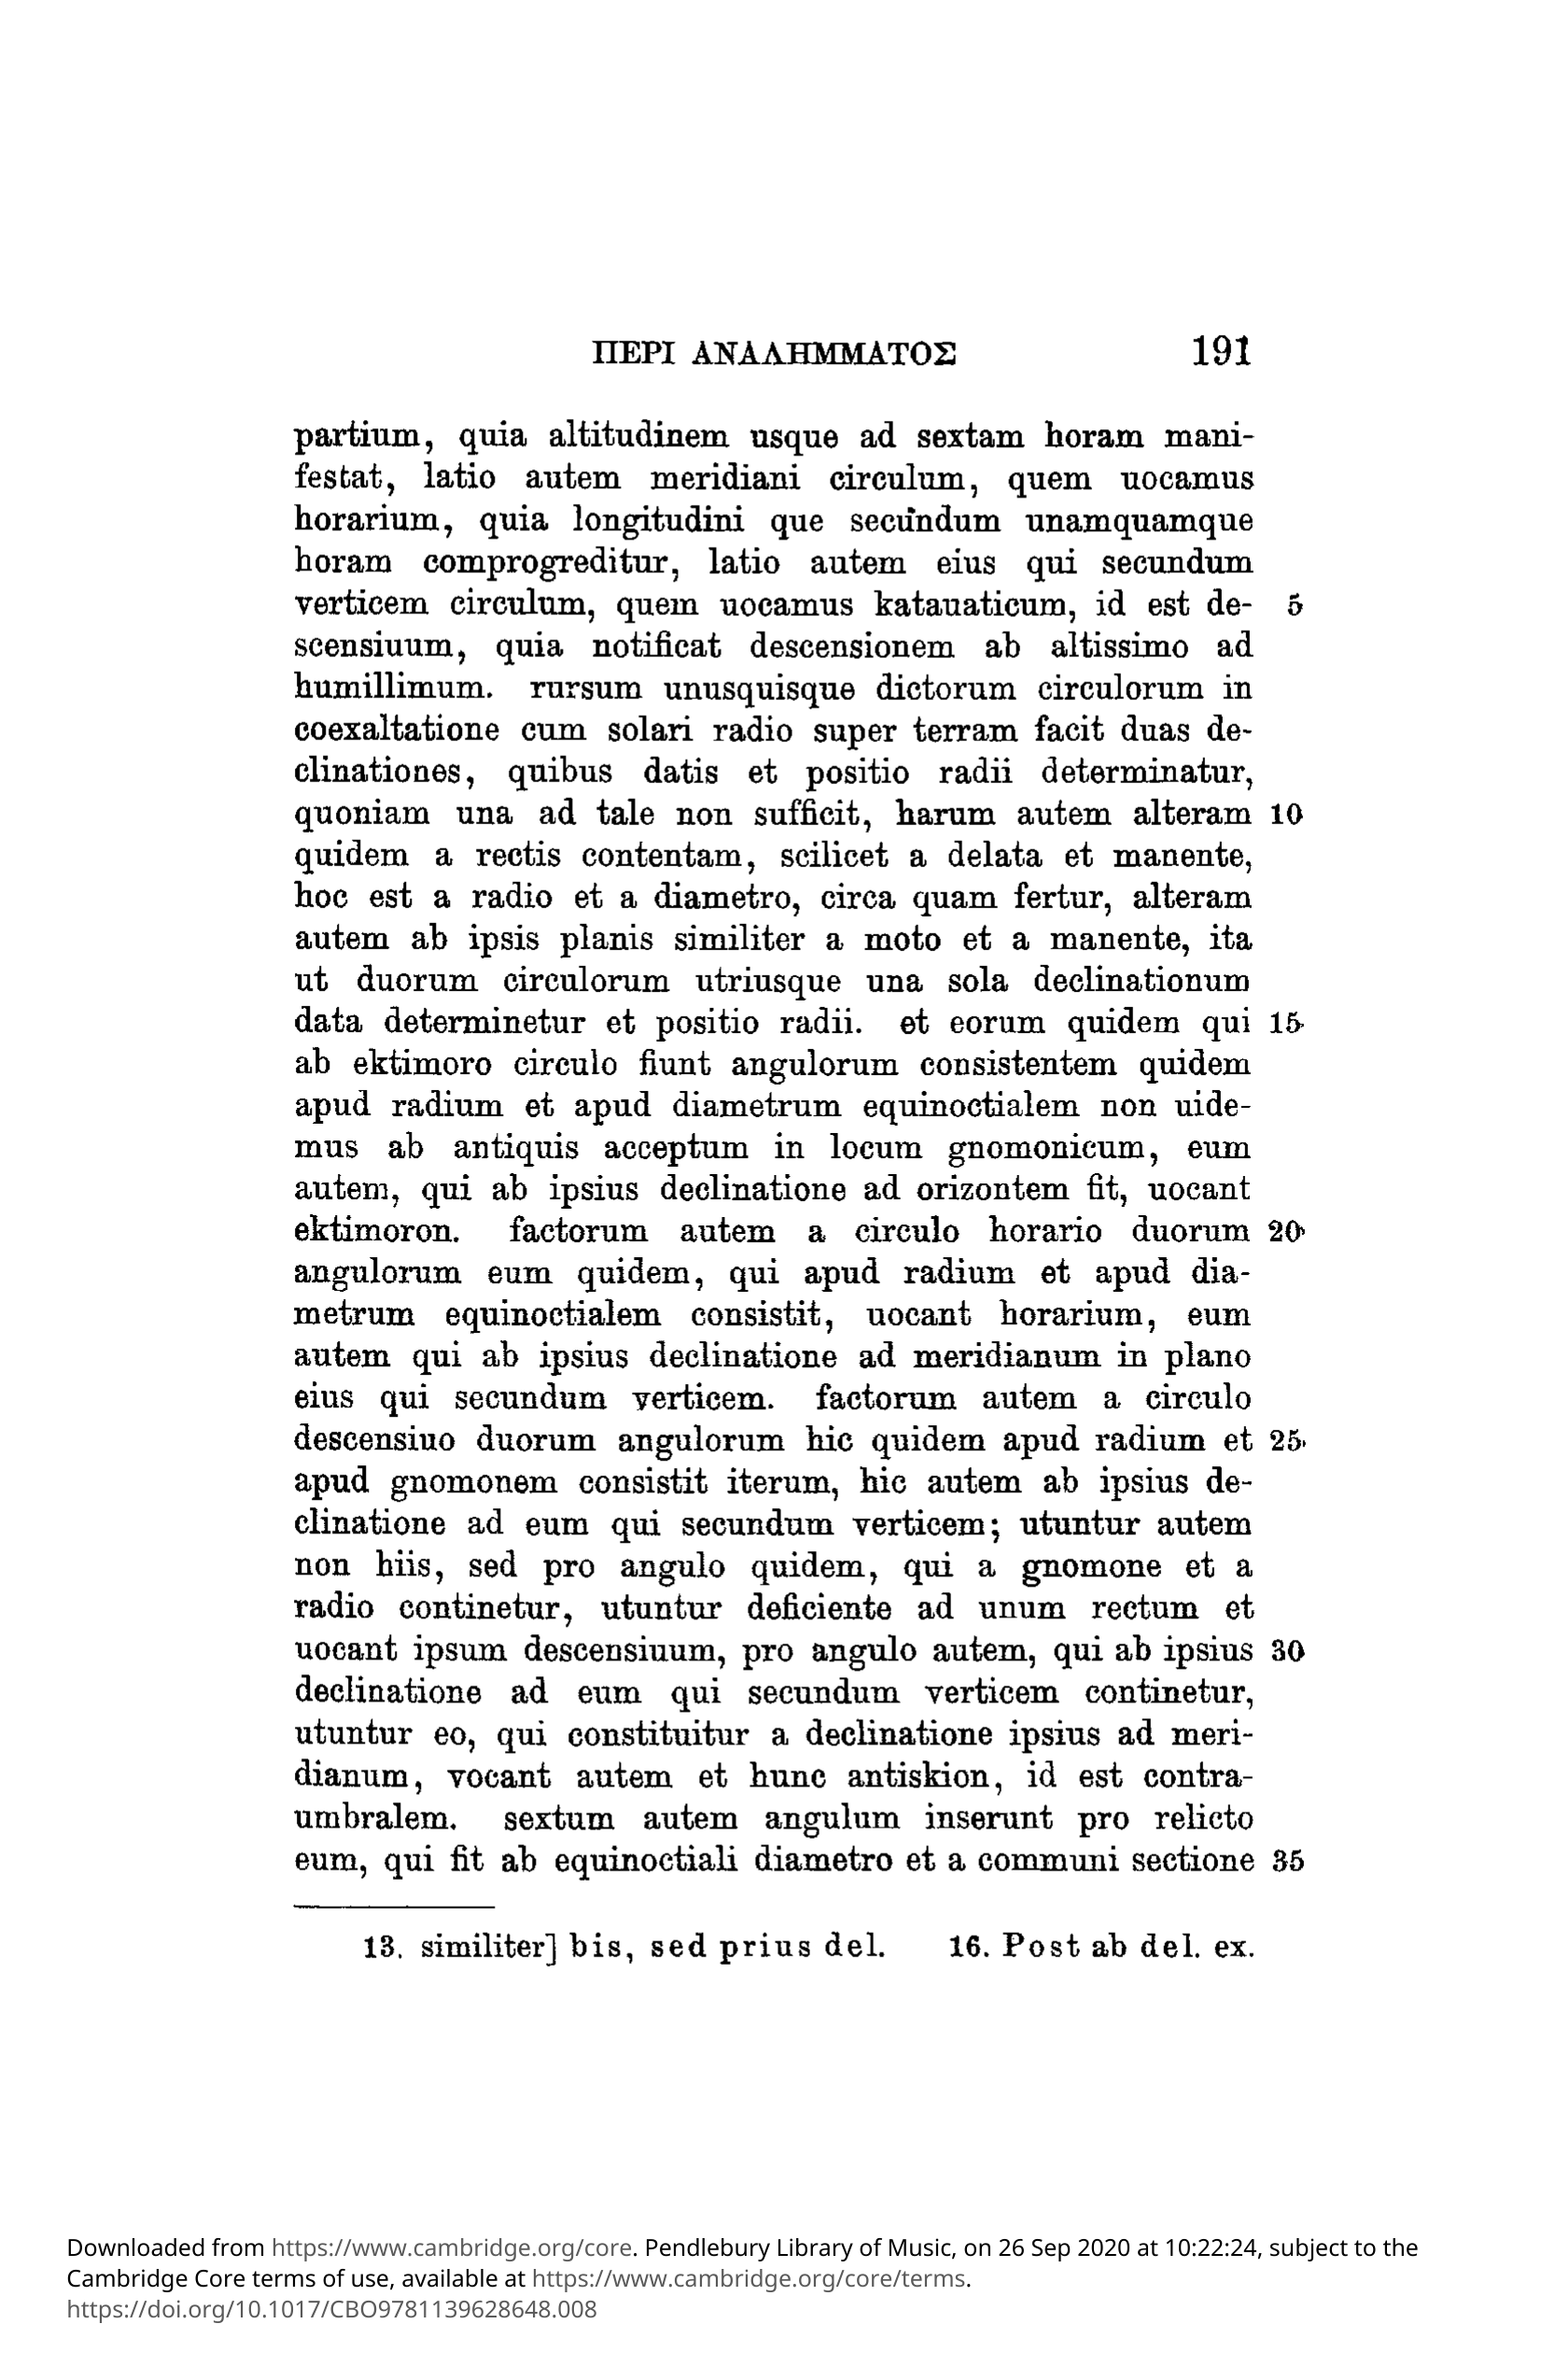 ΠΕΡΙ ΑΝΑΛΗΜΜΑΤΟΣ 191
partium, quia altitudinem usque ad sextam horam mani-
festat, latio autem meridiani circulum, quem uocamus
horarium, quia longitudini que secundum unamquamque
horam comprogreditur, latio autem eius qui secundum
verticem circulum, quem uocamus katauaticum, id est de- 5
scensiuum, quia notificat descensionem ab altissimo ad
humillimum. rursum unusquisque dictorum circulorum in
coexaltatione cum solari radio super terram facit duas de-
clinationes, quibus datis et positio radii determinatur,
quoniam una ad tale non sufficit, harum autem alteram 10
quidem a rectis contentam, scilicet a delata et manente,
hoc est a radio et a diametro, circa quam fertur, alteram
autem ab ipsis planis similiter a moto et a manente, ita
ut duorum circulorum utriusque una sola declinationum
data determinetur et positio radii. et eorum quidem qui 15
ab ektimoro circulo fiunt angulorum consistentem quidem
apud radium et apud diametrum equinoctialem non uide-
mus ab antiquis acceptum in locum gnomonicum, eum
autem, qui ab ipsius declinatione ad orizontem fit, uocant
ektimoron. factorum autem a circulo horario duorum 20
angulorum eum quidem, qui apud radium et apud dia-
metrum equinoctialem consistit, uocant horarium, eum
autem qui ab ipsius declinatione ad meridianum in plano
eius qui secundum verticem. factorum autem a circulo
descensiuo duorum angulorum hic quidem apud radium et 25
apud gnomonem consistit iterum, hic autem ab ipsius de-
clinatione ad eum qui secundum verticem; utuntur autem
non hiis, sed pro angulo quidem, qui a gnomone et a
radio continetur, utuntur deficiente ad unum rectum et
uocant ipsum descensiuum, pro angulo autem, qui ab ipsius 30
declinatione ad eum qui secundum verticem continetur,
utuntur eo, qui constituitur a declinatione ipsius ad meri-
dianum, vocant autem et hunc antiskion, id est contra-
umbralem. sextum autem angulum inserunt pro relicto
eum, qui fit ab equinoctiali diametro et a communi sectione 35
13. similiter] bis, sed prius del. 16. Post ab del. ex.
Downloaded from https://www.cambridge.org/core. Pendlebury Library of Music, on 26 Sep 2020 at 10:22:24, subject to the
Cambridge Core terms of use, available at https://www.cambridge.org/core/terms.
https://doi.org/10.1017/CBO9781139628648.008